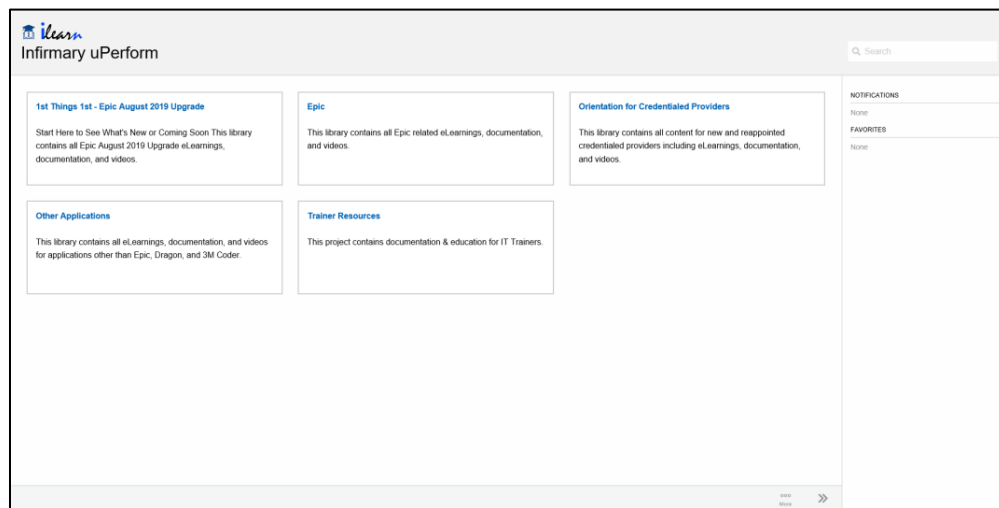 ilearn
Infirmary uPerform
Search
1st Things 1st - Epic August 2019 Upgrade
Start Here to See What's New or Coming Soon This library
contains all Epic August 2019 Upgrade eLearnings,
documentation, and videos.
Epic
This library contains all Epic related eLearnings, documentation,
and videos.
Orientation for Credentialed Providers
This library contains all content for new and reappointed
credentialed providers including eLearnings, documentation,
and videos.
Other Applications
This library contains all eLearnings, documentation, and videos
for applications other than Epic, Dragon, and 3M Coder.
Trainer Resources
This project contains documentation & education for IT Trainers.
NOTIFICATIONS
None
FAVORITES
None
More